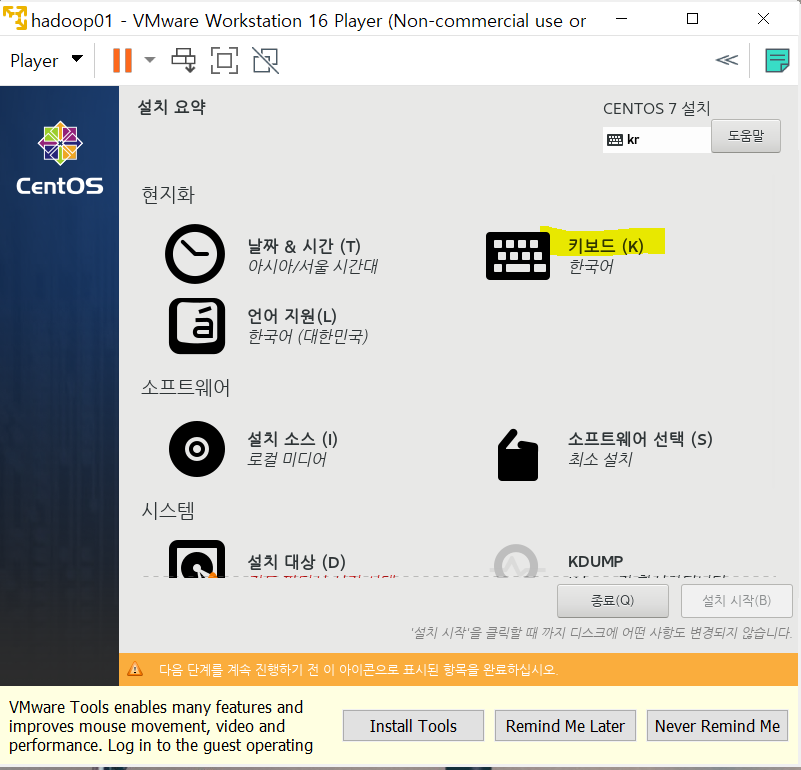 hadoop01 - VMware Workstation 16 Player (Non-commercial use or
Player
설치 요약
CENTOS 7 설치
kr
도움말
CentOS
현지화
날짜 & 시간 (T)
아시아/서울 시간대
키보드 (K)
한국어
언어 지원(L)
한국어 (대한민국)
소프트웨어
설치 소스 (I)
로컬 미디어
소프트웨어 선택 (S)
최소 설치
시스템
설치 대상 (D)
KDUMP
종료(Q)
설치 시작(B)
'설치 시작'을 클릭할 때 까지 디스크에 어떤 사항도 변경되지 않습니다.
다음 단계를 계속 진행하기 전 이 아이콘으로 표시된 항목을 완료하십시오.
VMware Tools enables many features and
improves mouse movement, video and
performance. Log in to the guest operating
Install Tools
Remind Me Later
Never Remind Me